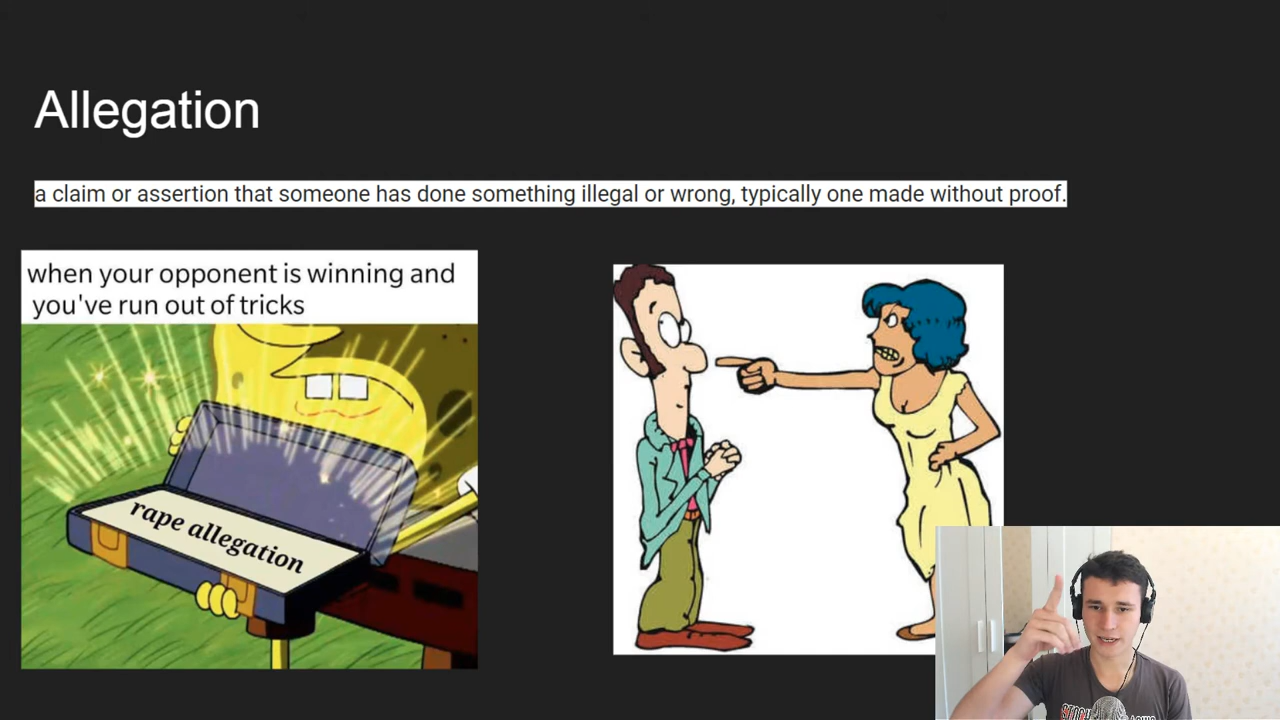 Allegation
a claim or assertion that someone has done something illegal or wrong, typically one made without proof.
when your opponent is winning and
you've run out of tricks
rape allegation